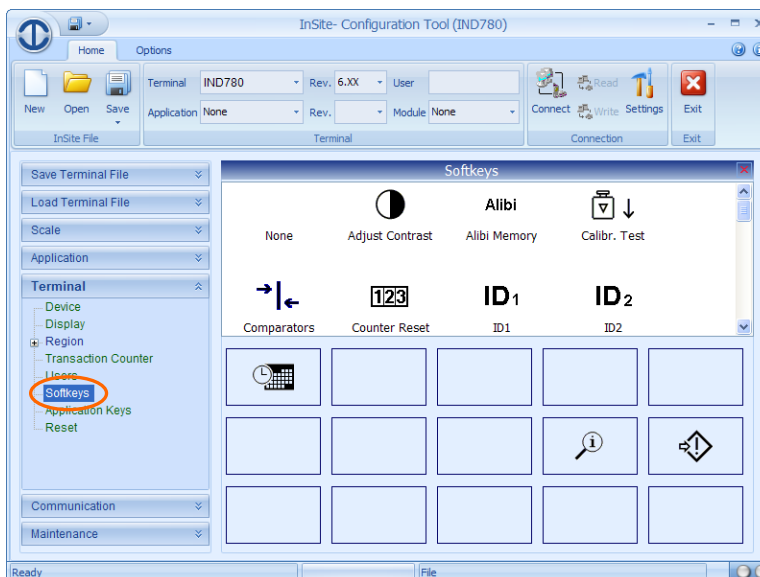 InSite- Configuration Tool (IND780)
Home Options
Terminal IND780 Rev. 6.XX User
Read
New Open Save Application None Rev. Module None Connect Write Settings Exit
InSite File Terminal Connection Exit
Save Terminal File
Load Terminal File
Scale
Application
Terminal
Device
Display
Region
Transaction Counter
Users
Softkeys
Application Keys
Reset
Communication
Maintenance
Softkeys
Alibi
None Adjust Contrast Alibi Memory Calibr. Test
123 ID1 ID2
Comparators Counter Reset ID1 ID2
Ready File